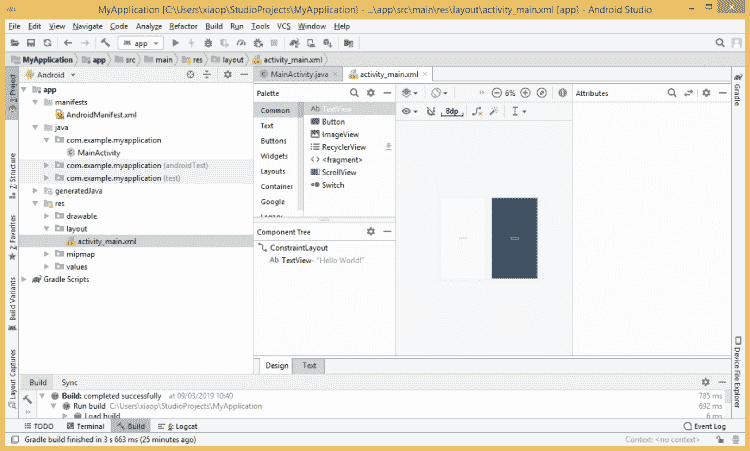 MyApplication [C:\Users\xiaop\StudioProjects\MyApplication] - ...\app\src\main\res\layout\activity_main.xml [app] - Android Studio
File Edit View Navigate Code Analyze Refactor Build Run Tools VCS Window Help
app
MyApplication app src main res layout activity_main.xml
1: Project
Z: Structure
2: Favorites
Build Variants
Layout Captures
Android
app
manifests
AndroidManifest.xml
java
com.example.myapplication
MainActivity
com.example.myapplication (androidTest)
com.example.myapplication (test)
generatedJava
res
drawable
layout
activity_main.xml
mipmap
values
Gradle Scripts
MainActivity.java
activity_main.xml
Palette
Common
Text
Buttons
Widgets
Layouts
Container
Google
Legacy
Ab TextView
Button
ImageView
RecyclerView
<fragment>
ScrollView
Switch
Component Tree
ConstraintLayout
Ab TextView- "Hello World!"
6%
8dp
Attributes
Gradle
Device File Explorer
Design Text
Build Sync
Build: completed successfully at 09/03/2019 10:40
785 ms
Run build C:\Users\xiaop\StudioProjects\MyApplication
692 ms
Load build
6 ms
TODO Terminal Build 6: Logcat Event Log
Gradle build finished in 3 s 663 ms (25 minutes ago)
Context: <no context>